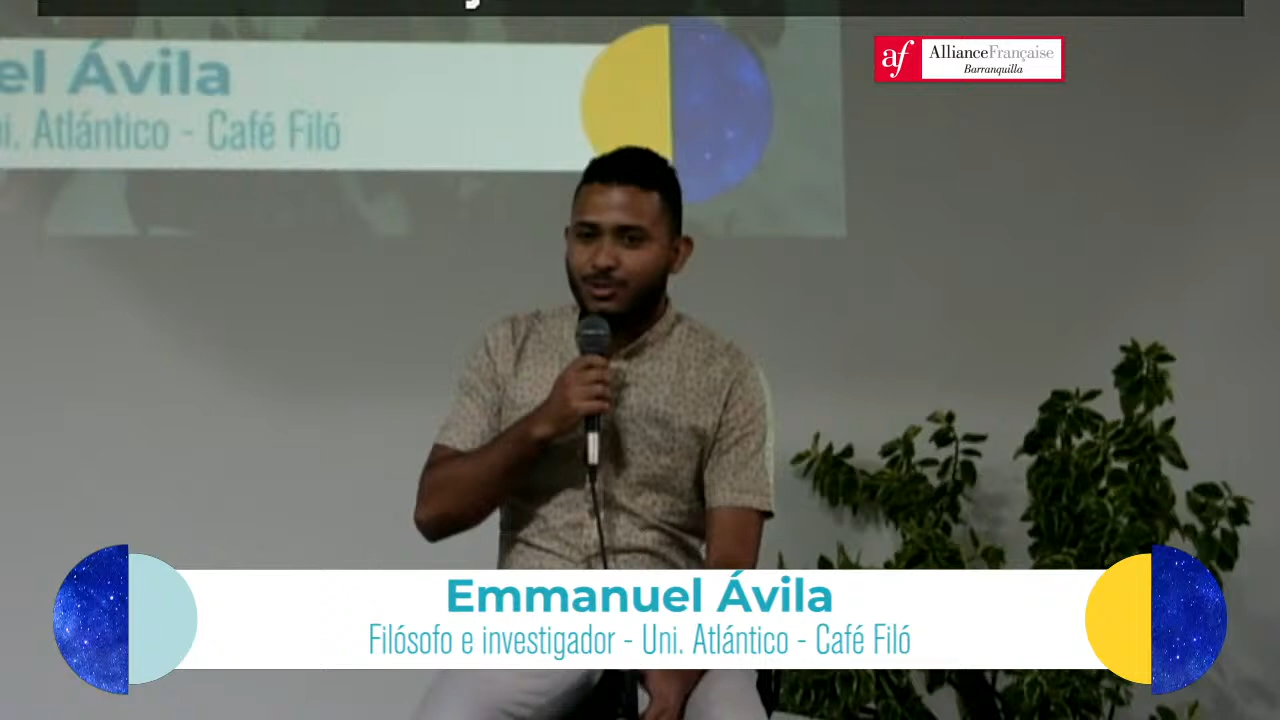 el Ávila
ni. Atlántico - Café Filó
af
AllianceFrançaise
Barranquilla
Emmanuel Ávila
Filósofo e investigador - Uni. Atlántico - Café Filó